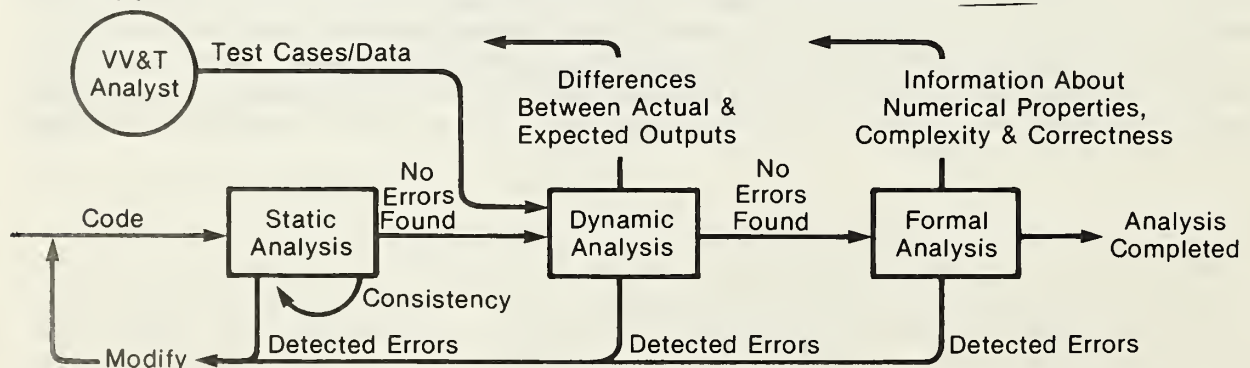 VV&T
Analyst
Test Cases/Data
Differences
Between Actual &
Expected Outputs
Information About
Numerical Properties,
Complexity & Correctness
Code
Static
Analysis
No
Errors
Found
Dynamic
Analysis
No
Errors
Found
Formal
Analysis
Analysis
Completed
Consistency
Modify
Detected Errors
Detected Errors
Detected Errors